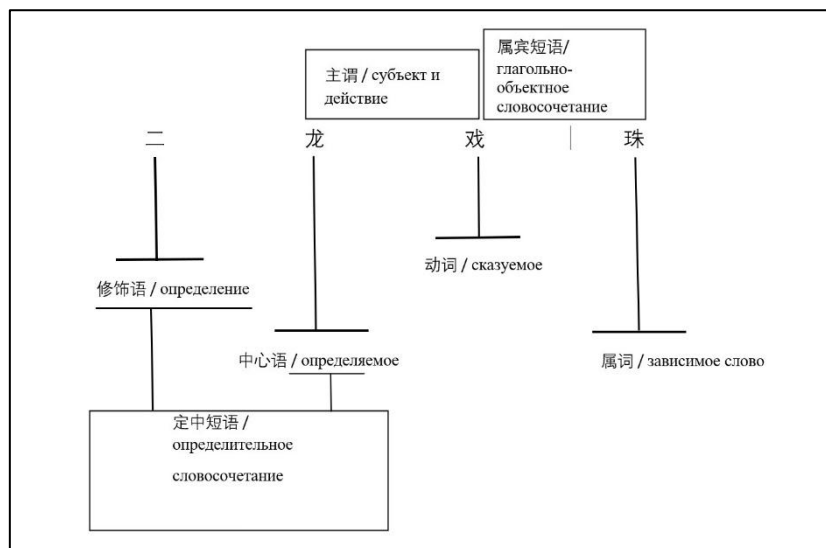 主谓 / субъект и
действие
属宾短语/
глагольно-
объектное
словосочетание
二 龙 戏 珠
修饰语 / определение
动词 / сказуемое
中心语 / определяемое
属词 / зависимое слово
定中短语 /
определительное
словосочетание